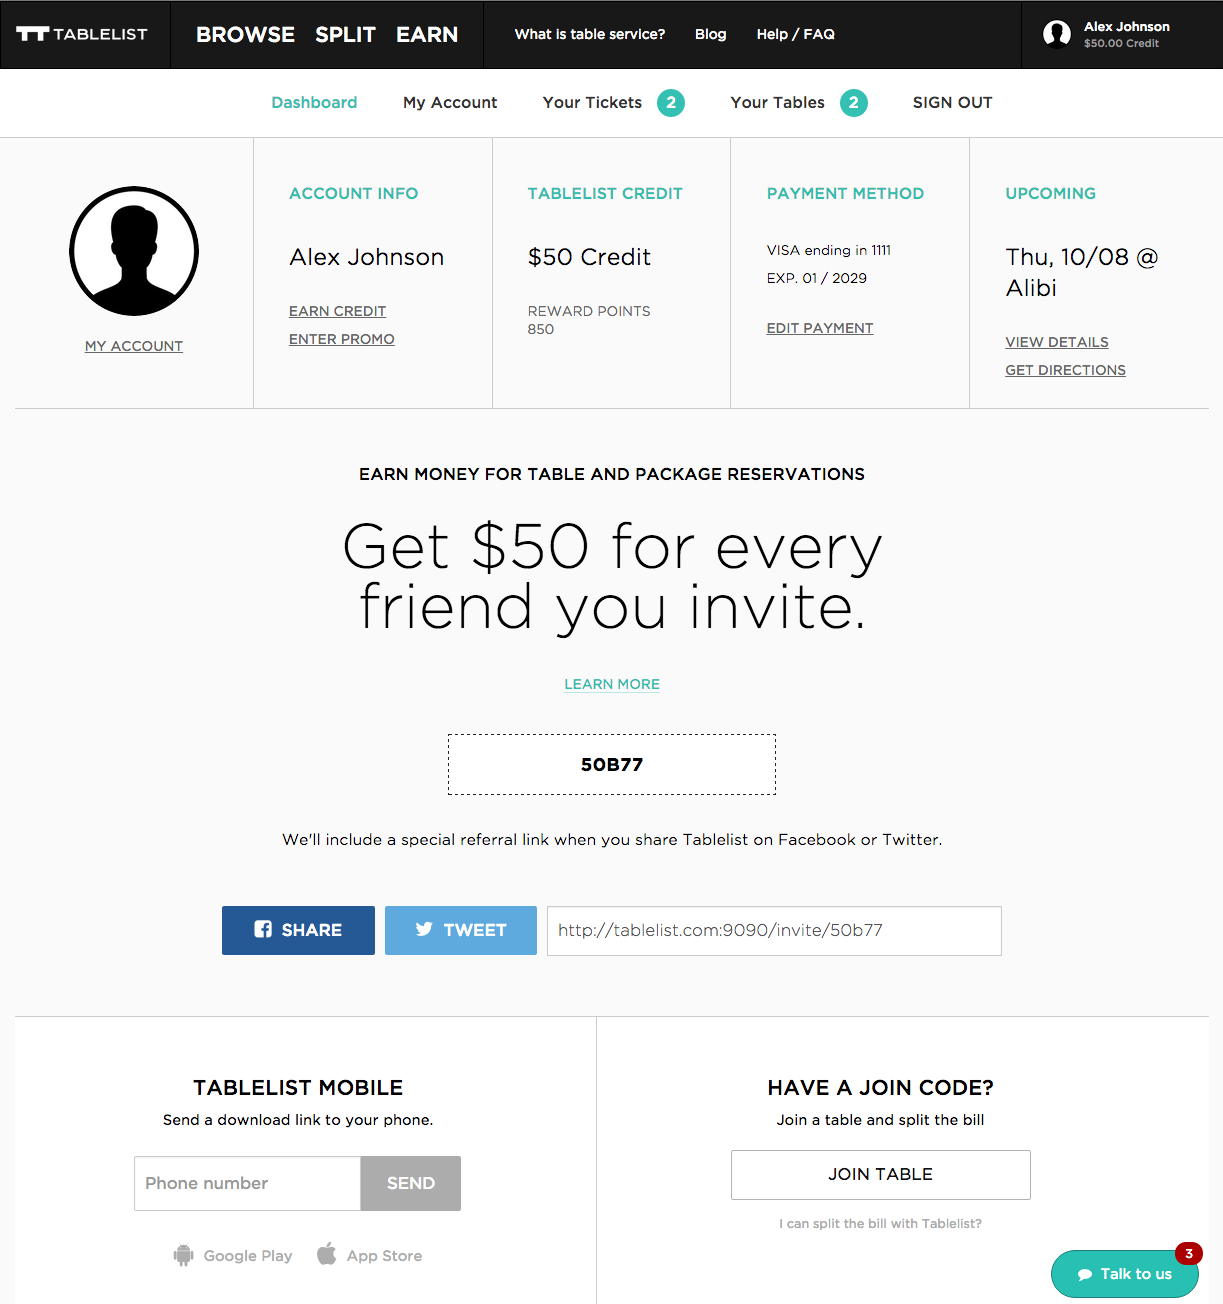 TABLELIST
BROWSE SPLIT EARN
What is table service? Blog Help / FAQ
Alex Johnson
$50.00 Credit
Dashboard My Account Your Tickets 2 Your Tables 2 SIGN OUT
MY ACCOUNT
ACCOUNT INFO
Alex Johnson
EARN CREDIT
ENTER PROMO
TABLELIST CREDIT
$50 Credit
REWARD POINTS
850
PAYMENT METHOD
VISA ending in 1111
EXP. 01 / 2029
EDIT PAYMENT
UPCOMING
Thu, 10/08 @
Alibi
VIEW DETAILS
GET DIRECTIONS
EARN MONEY FOR TABLE AND PACKAGE RESERVATIONS
Get $50 for every
friend you invite.
LEARN MORE
50B77
We'll include a special referral link when you share Tablelist on Facebook or Twitter.
SHARE TWEET http://tablelist.com:9090/invite/50b77
TABLELIST MOBILE
Send a download link to your phone.
Phone number SEND
Google Play App Store
HAVE A JOIN CODE?
Join a table and split the bill
JOIN TABLE
I can split the bill with Tablelist?
3
Talk to us